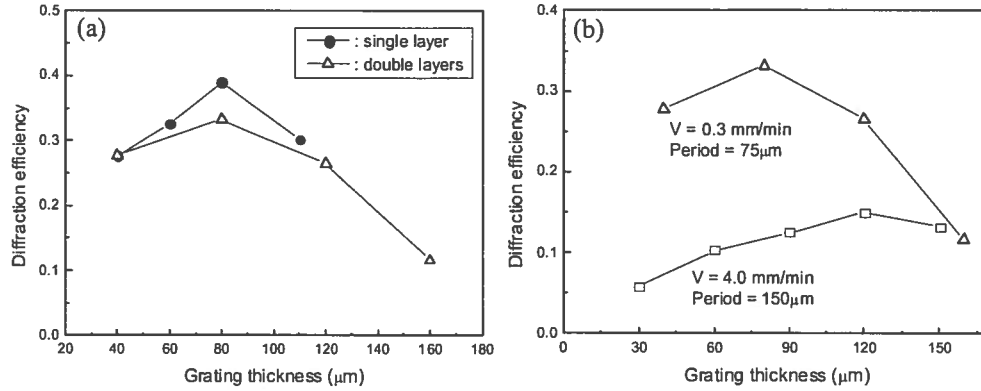 (a)
: single layer
: double layers
Diffraction efficiency
0.5
0.4
0.3
0.2
0.1
0.0
20 40 60 80 100 120 140 160 180
Grating thickness (μm)
(b)
Diffraction efficiency
0.4
0.3
0.2
0.1
0.0
V = 0.3 mm/min
Period = 75μm
V = 4.0 mm/min
Period = 150μm
0 30 60 90 120 150
Grating thickness (μm)